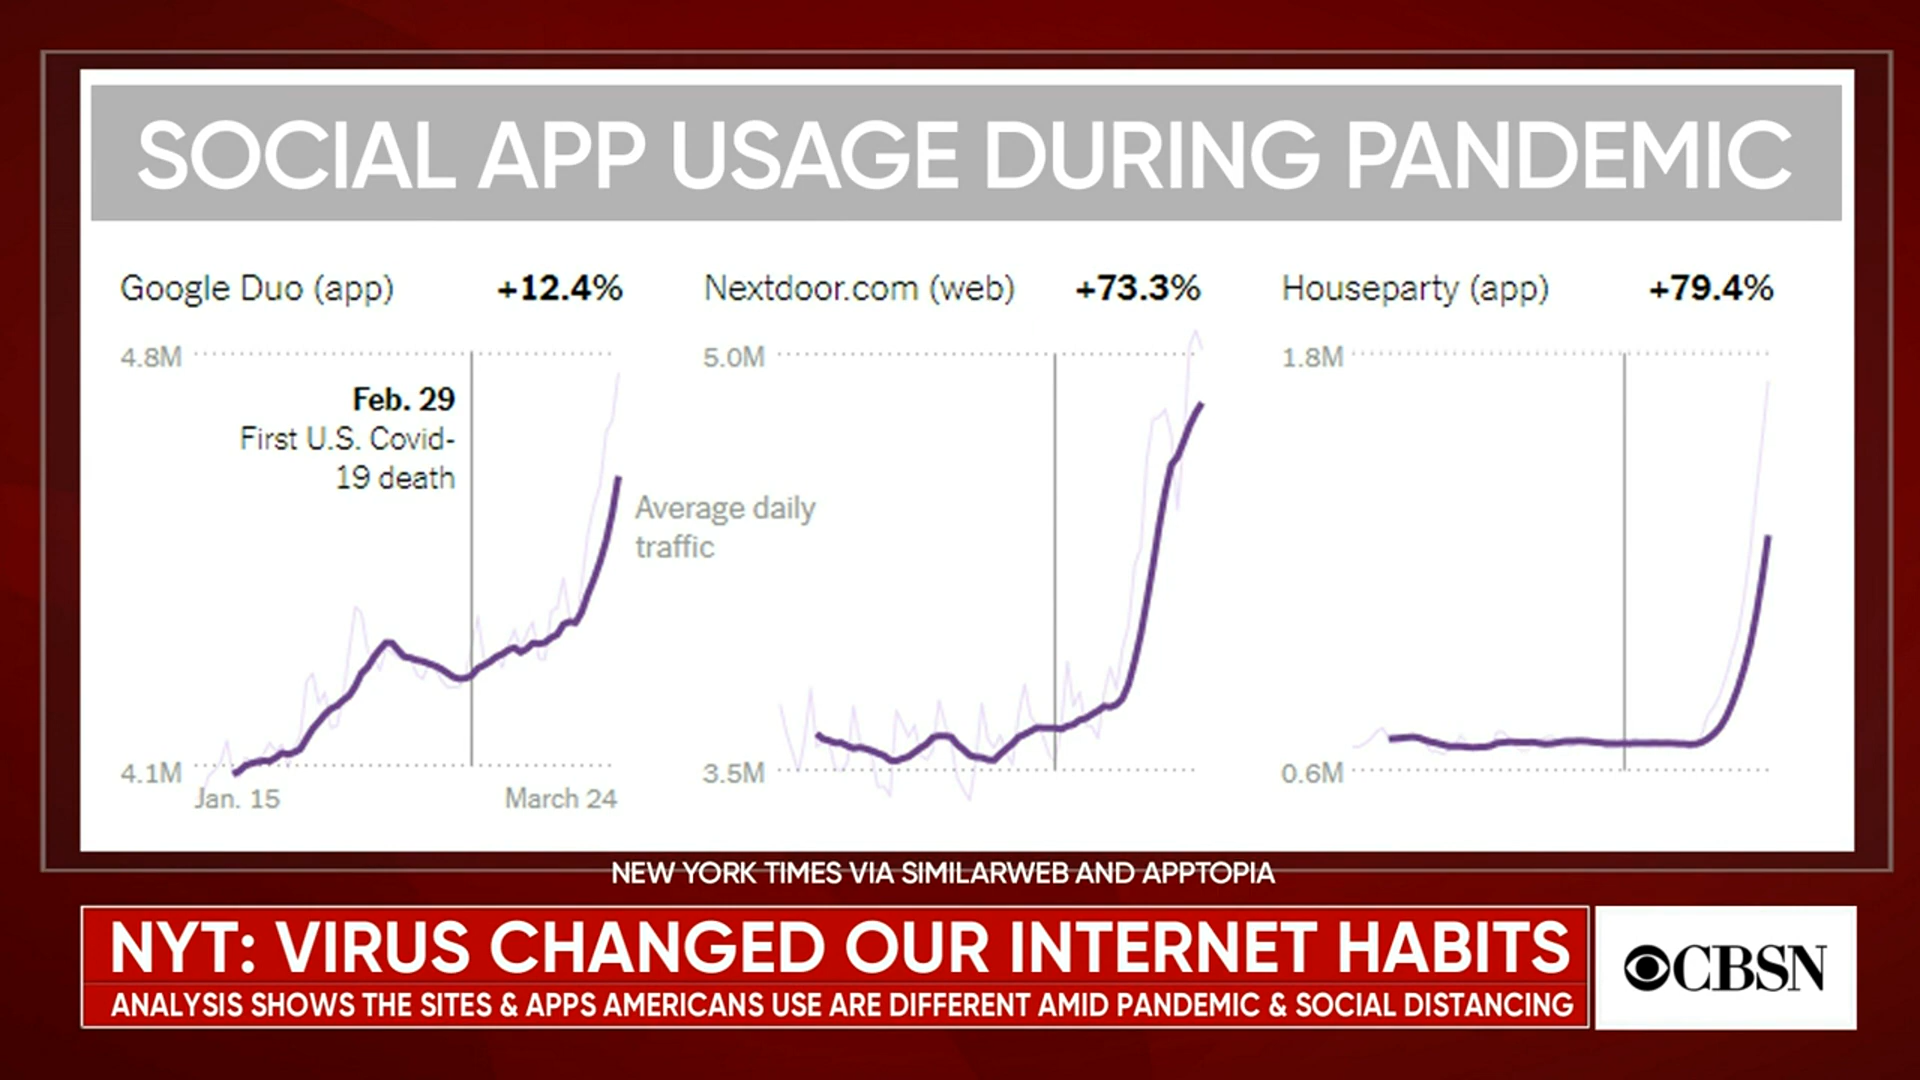 SOCIAL APP USAGE DURING PANDEMIC
Google Duo (app) +12.4%
4.8M
Feb. 29
First U.S. Covid-
19 death
Average daily
traffic
4.1M
Jan. 15 March 24
Nextdoor.com (web) +73.3%
5.0M
3.5M
Houseparty (app) +79.4%
1.8M
0.6M
NEW YORK TIMES VIA SIMILARWEB AND APPTOPIA
NYT: VIRUS CHANGED OUR INTERNET HABITS
ANALYSIS SHOWS THE SITES & APPS AMERICANS USE ARE DIFFERENT AMID PANDEMIC & SOCIAL DISTANCING
CBSN